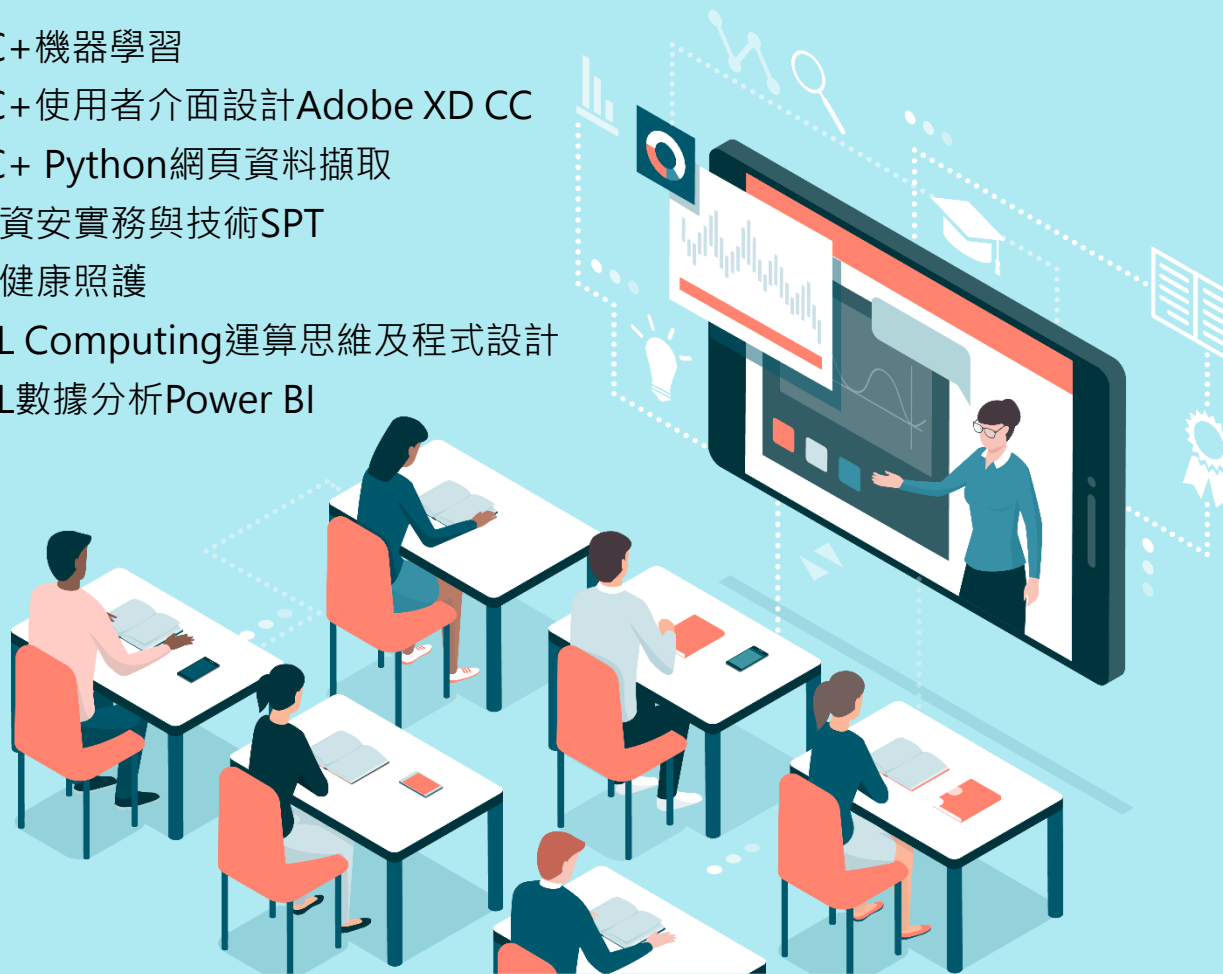 C+機器學習
C+使用者介面設計Adobe XD CC
C+ Python網頁資料擷取
資安實務與技術SPT
健康照護
L Computing運算思維及程式設計
L數據分析Power BI